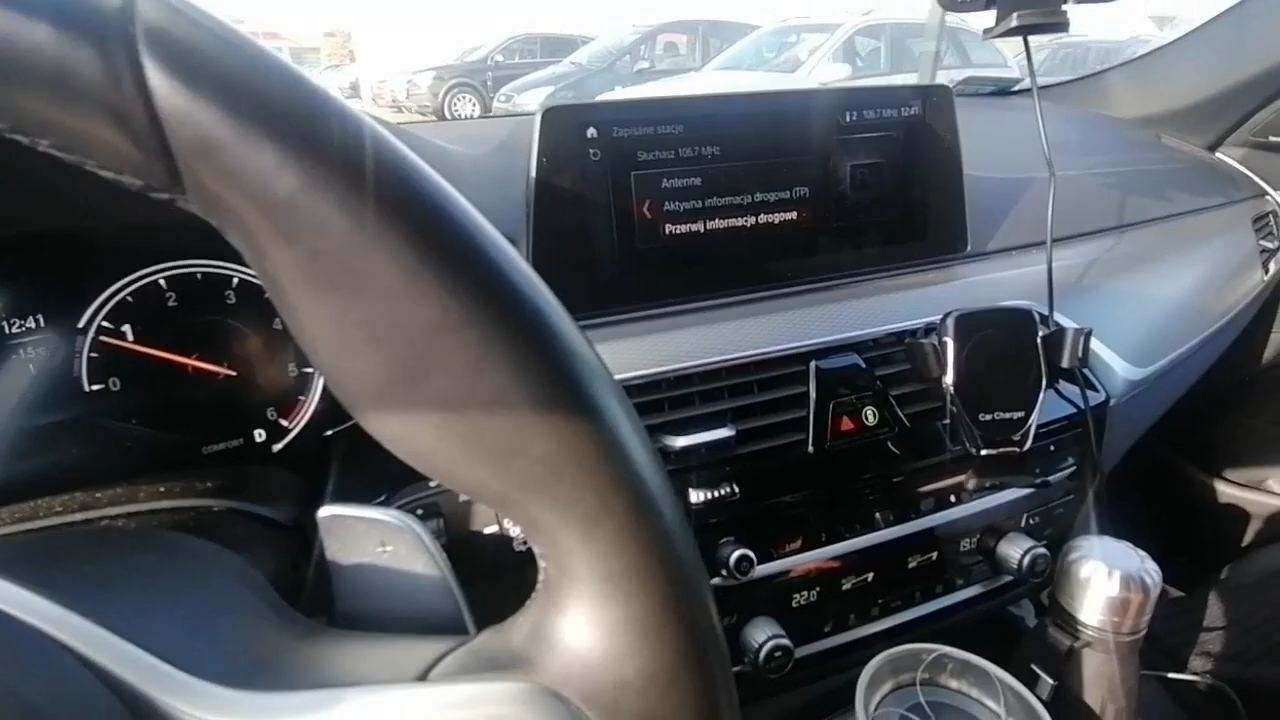 Zapisane stacje
2 106.7 MHz 12:41
Słuchasz 106.7 MHz
Antenne
Aktywna informacja drogowa (TP)
Przerwij informacje drogowe
12:41
0
1
2
3
4
5
6
COMFORT D
Car Charger
19.0°
22.0°